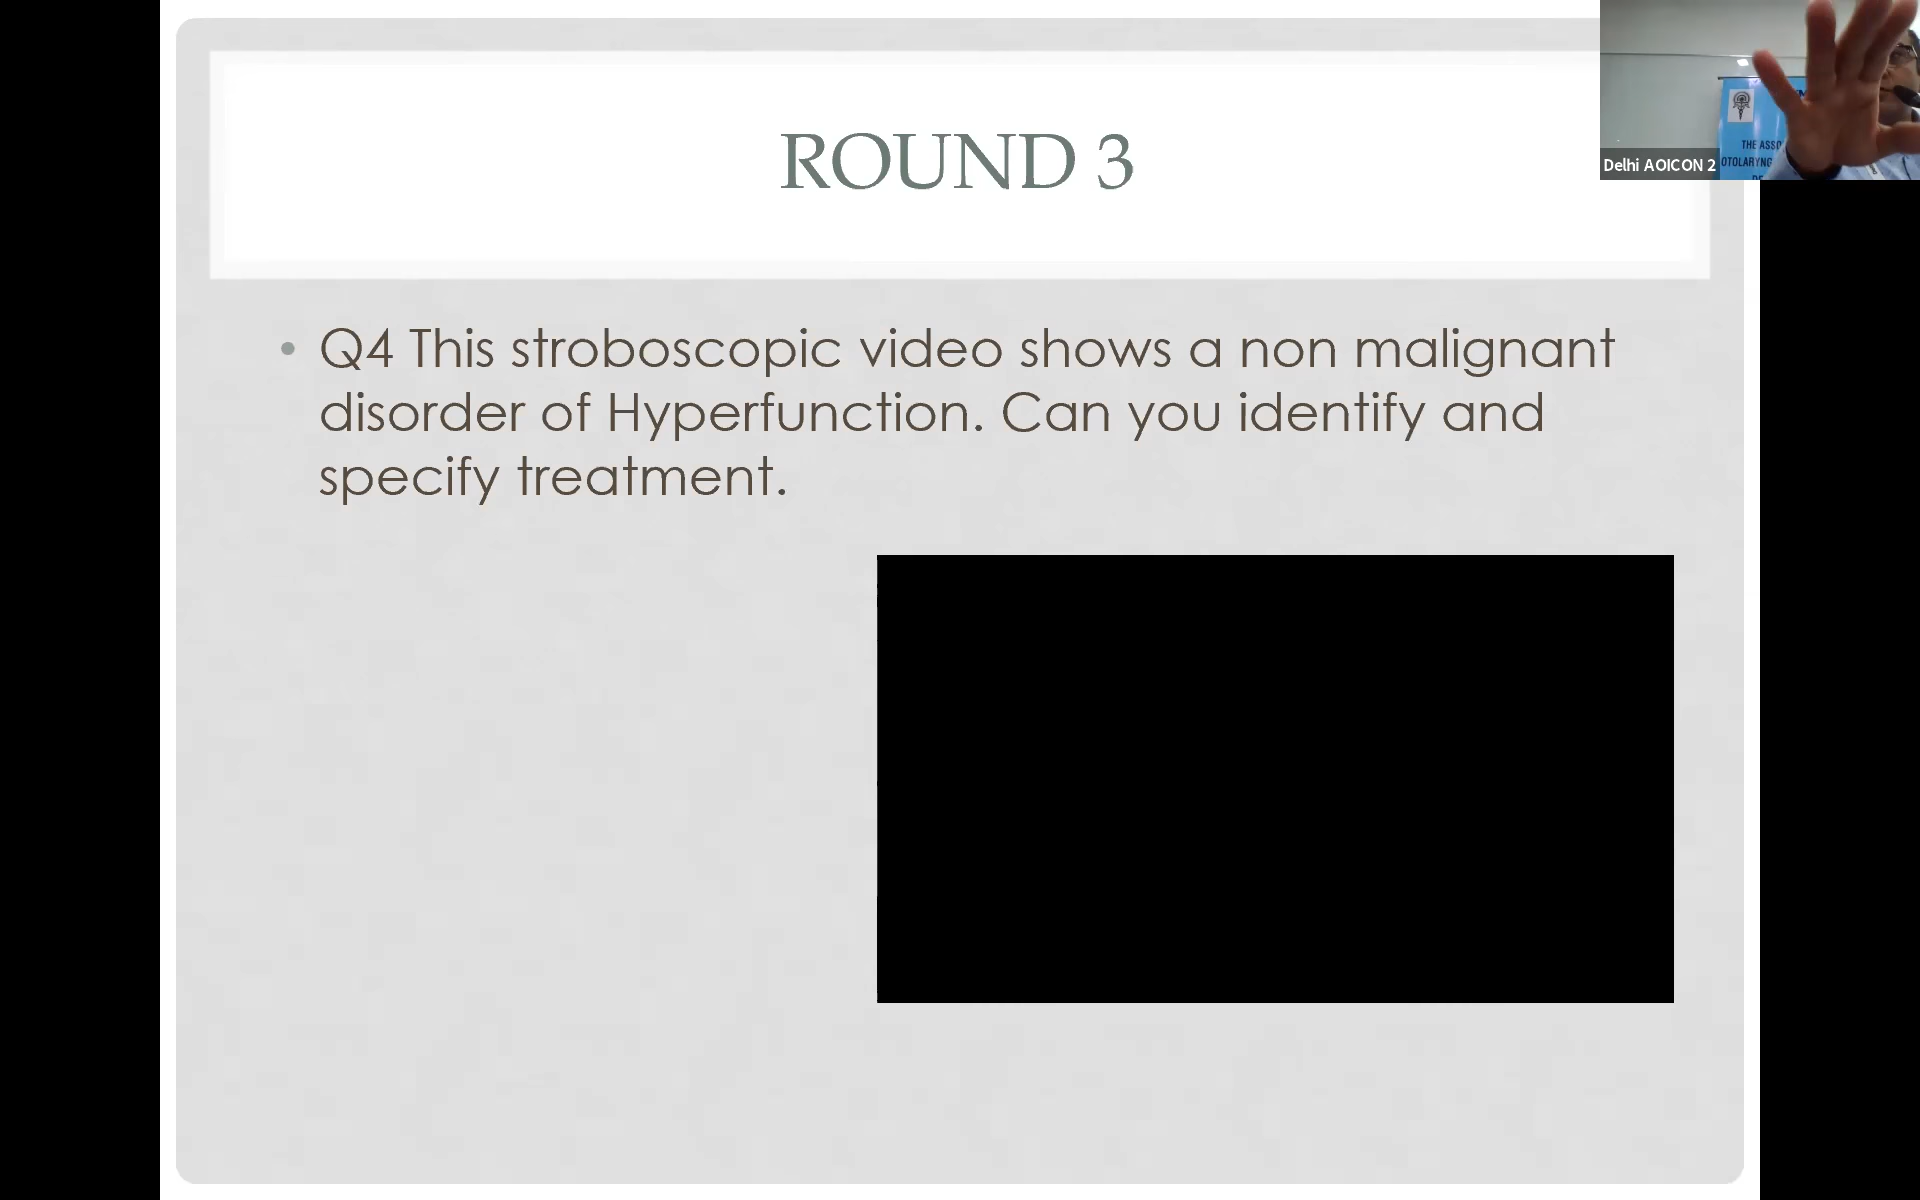 ROUND 3
• Q4 This stroboscopic video shows a non malignant
disorder of Hyperfunction. Can you identify and
specify treatment.
THE ASSO
OTOLARYNG
Delhi AOICON 2